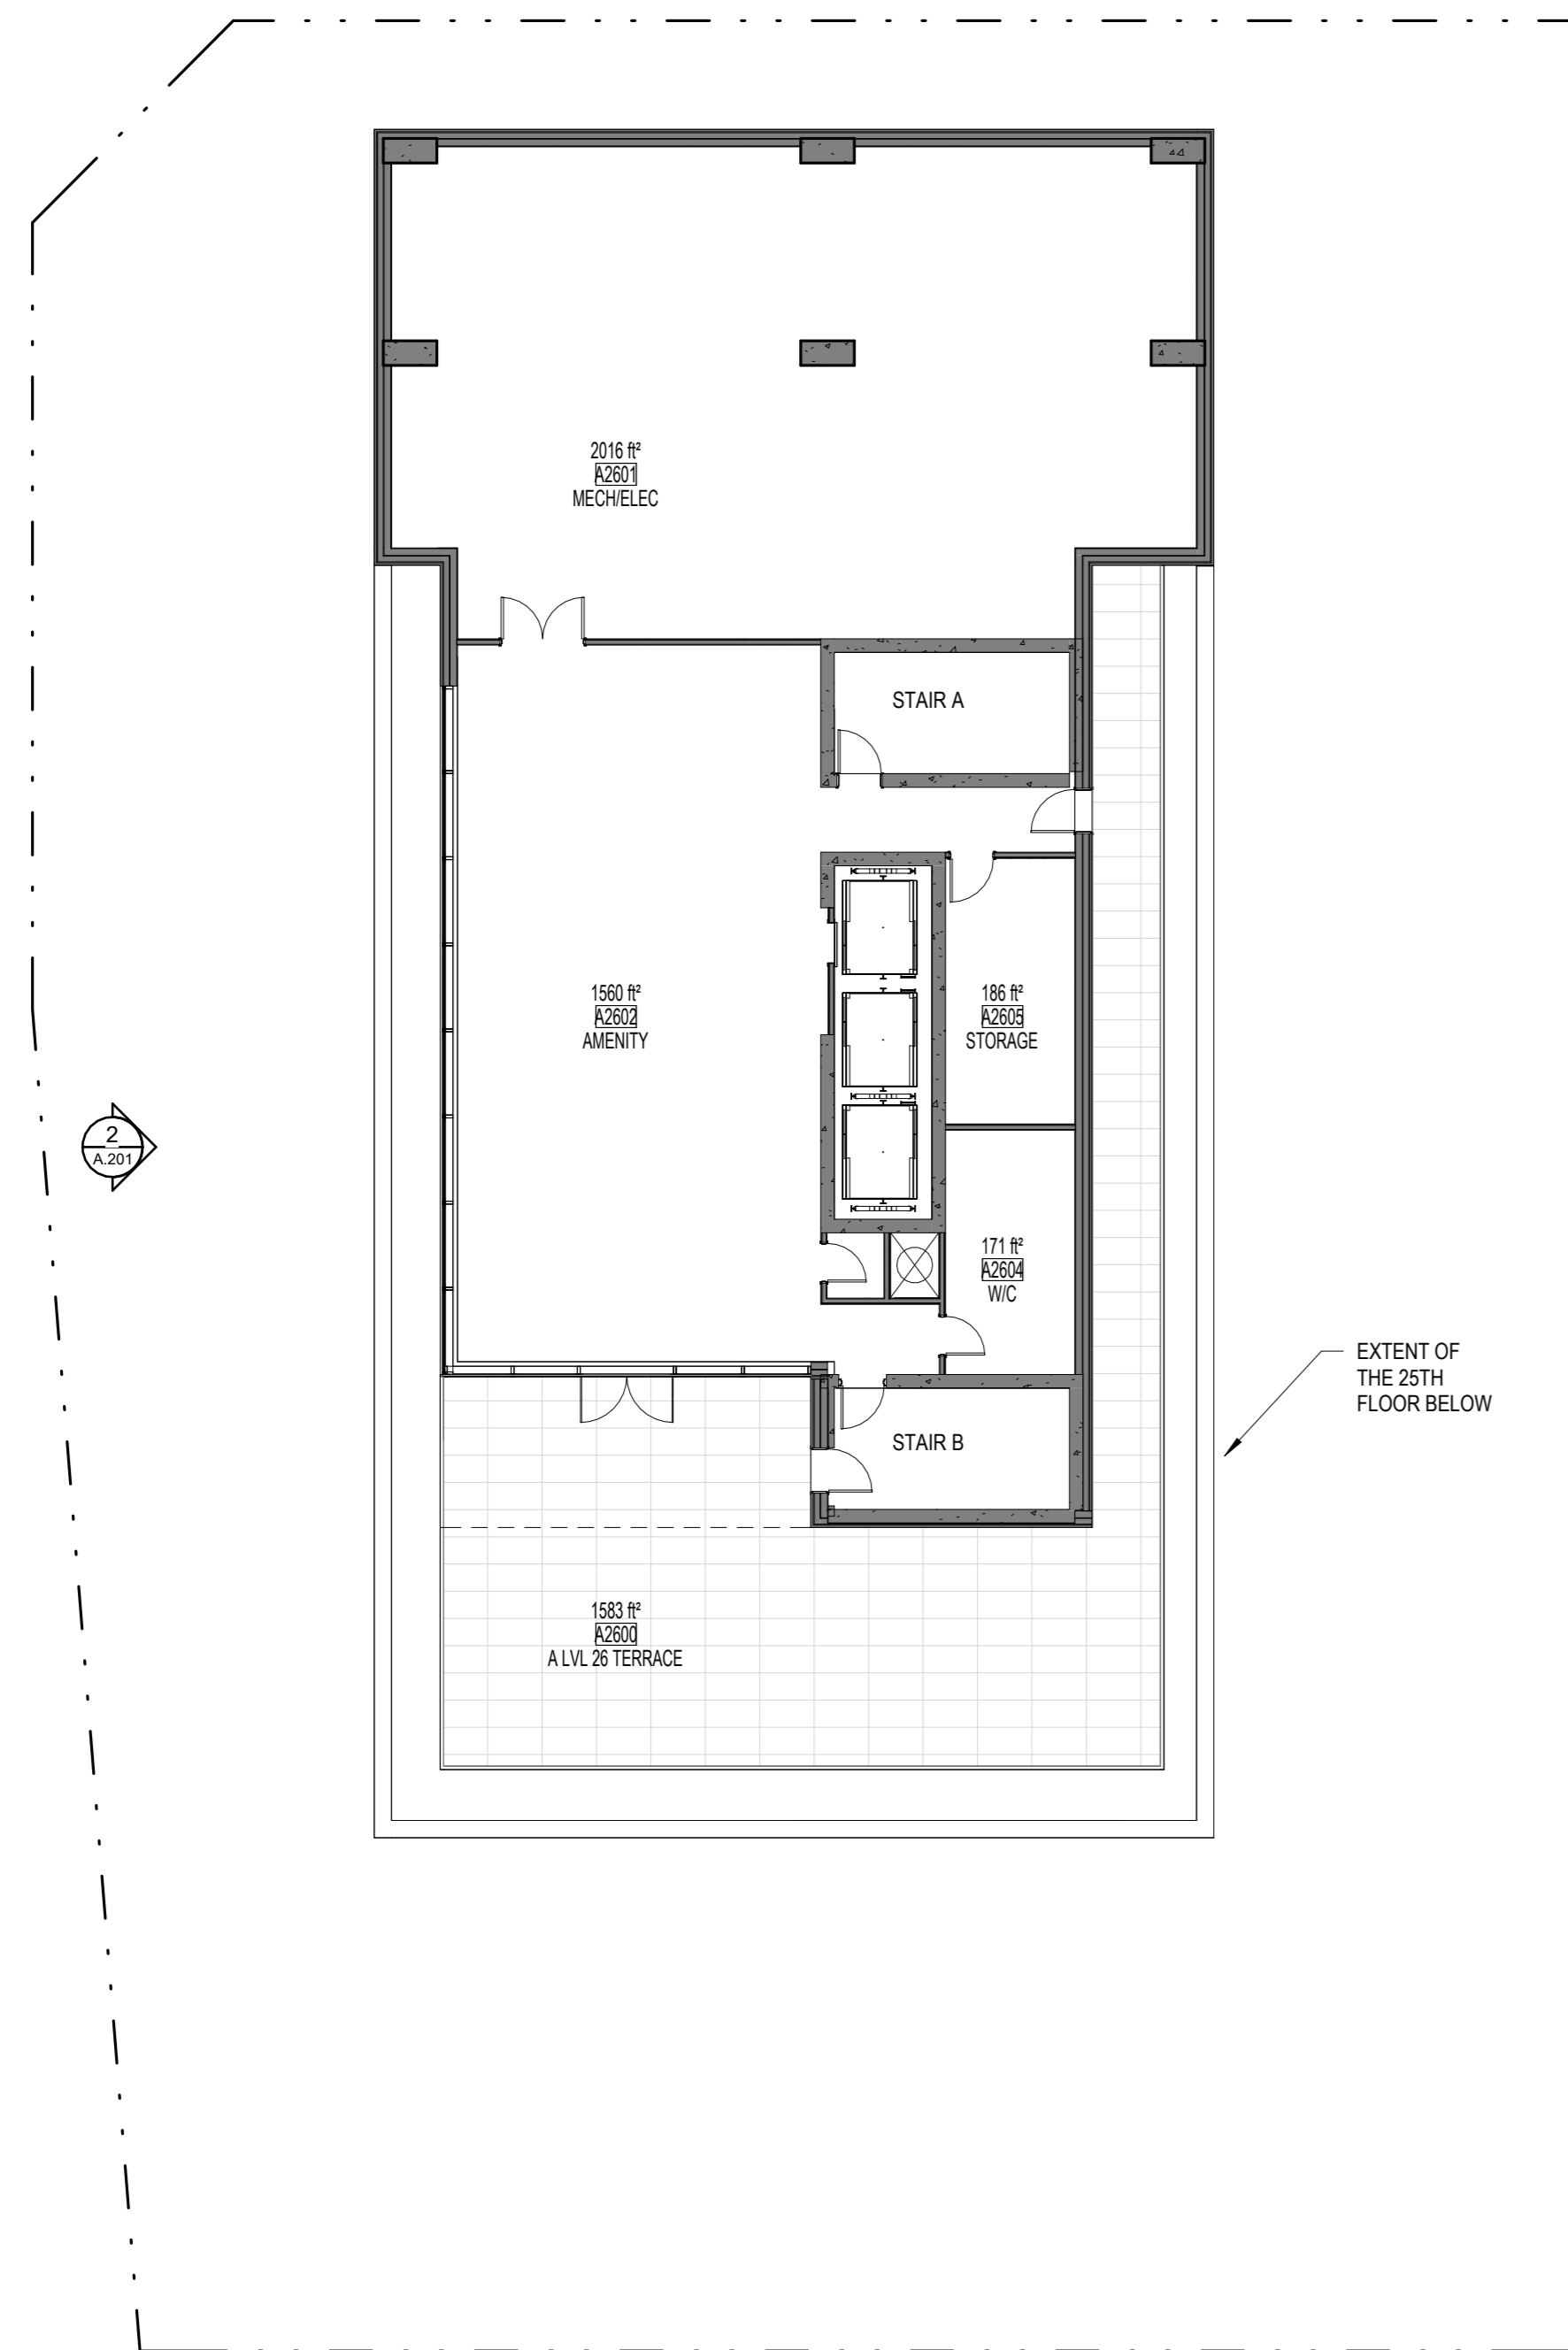 2016 ft²
A2601
MECH/ELEC
STAIR A
1560 ft²
A2602
AMENITY
186 ft²
A2605
STORAGE
2
A.201
171 ft²
A2604
W/C
EXTENT OF
THE 25TH
FLOOR BELOW
STAIR B
1583 ft²
A2600
A LVL 26 TERRACE